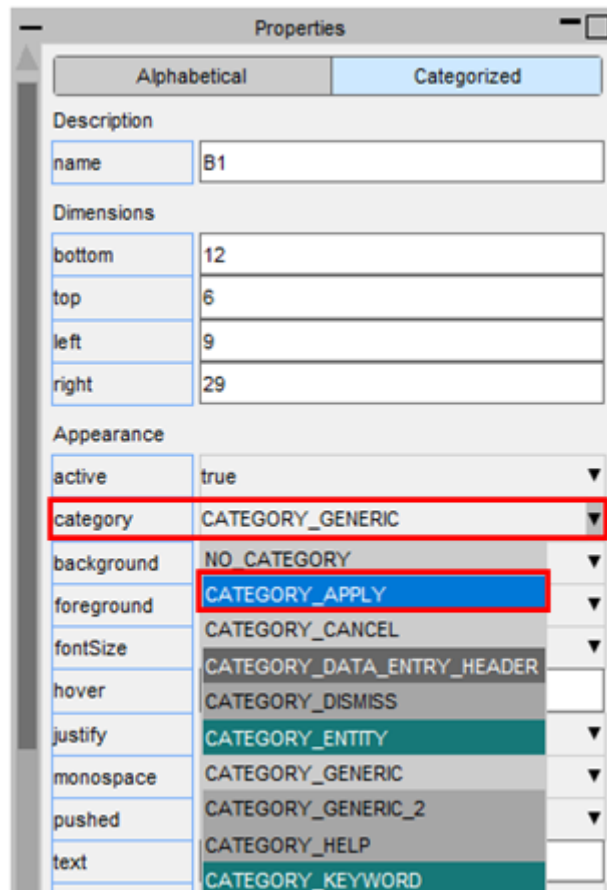 Properties
Alphabetical Categorized
Description
name B1
Dimensions
bottom 12
top 6
left 9
right 29
Appearance
active true
category CATEGORY_GENERIC
background NO_CATEGORY
foreground CATEGORY_APPLY
fontSize CATEGORY_CANCEL
hover CATEGORY_DATA_ENTRY_HEADER
CATEGORY_DISMISS
justify CATEGORY_ENTITY
monospace CATEGORY_GENERIC
pushed CATEGORY_GENERIC_2
text CATEGORY_HELP
CATEGORY_KEYWORD